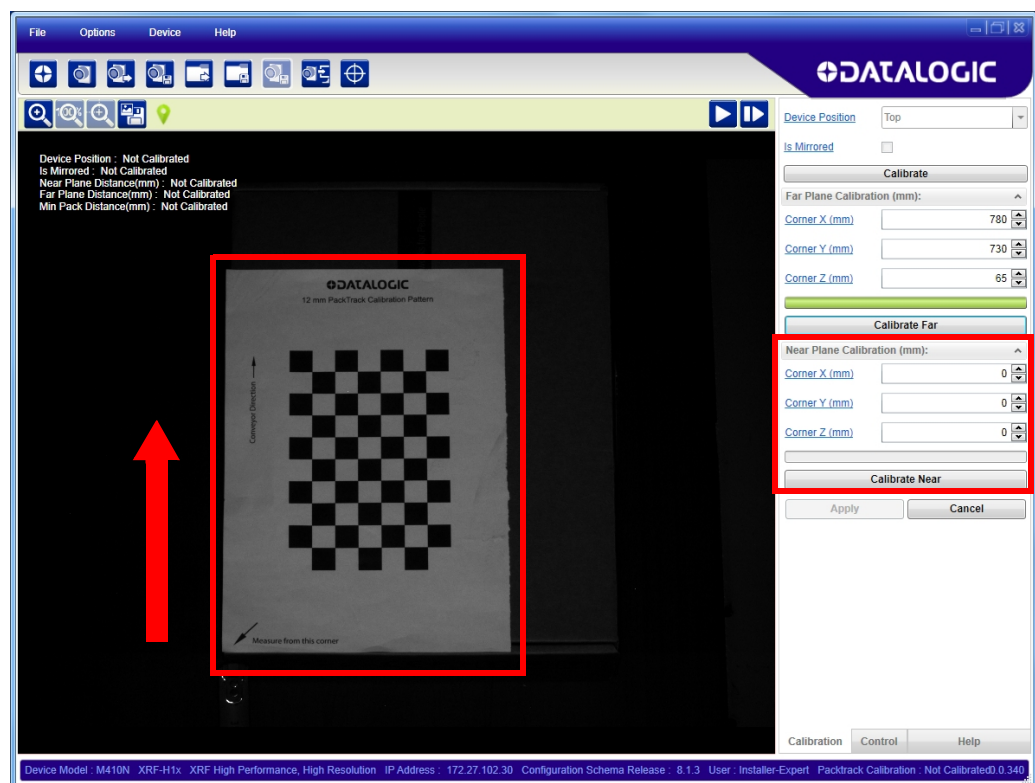 File Options Device Help
DATALOGIC
100%
Device Position Top
Is Mirrored
Calibrate
Far Plane Calibration (mm):
Corner X (mm) 780
Corner Y (mm) 730
Corner Z (mm) 65
Calibrate Far
Near Plane Calibration (mm):
Corner X (mm) 0
Corner Y (mm) 0
Corner Z (mm) 0
Calibrate Near
Apply Cancel
Calibration Control Help
Device Position : Not Calibrated
Is Mirrored : Not Calibrated
Near Plane Distance(mm) : Not Calibrated
Far Plane Distance(mm) : Not Calibrated
Min Pack Distance(mm) : Not Calibrated
DATALOGIC
12 mm PackTrack Calibration Pattern
Conveyor Direction
Measure from this corner
Device Model : M410N XRF-H1x XRF High Performance, High Resolution IP Address : 172.27.102.30 Configuration Schema Release : 8.1.3 User : Installer-Expert Packtrack Calibration : Not Calibrated0.0.340